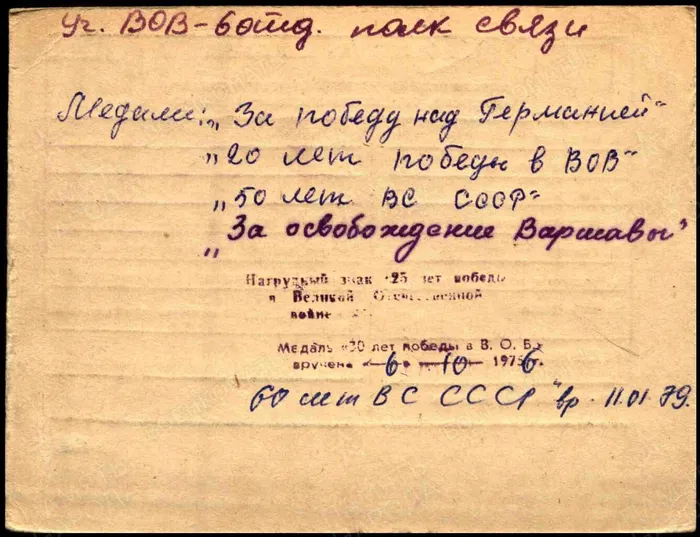 Уч. ВОВ - 6 отд. полк связи
Медали: „За победу над Германией"
„20 лет победы в ВОВ"
„50 лет ВС СССР"
„За освобождение Варшавы"
Нагрудный знак «25 лет победы
в Великой Отечественной
войне
Медаль «30 лет победы в В. О. В.»
вручена «6» 10 1976 г.
60 лет ВС СССР" вр. 11.01.79.